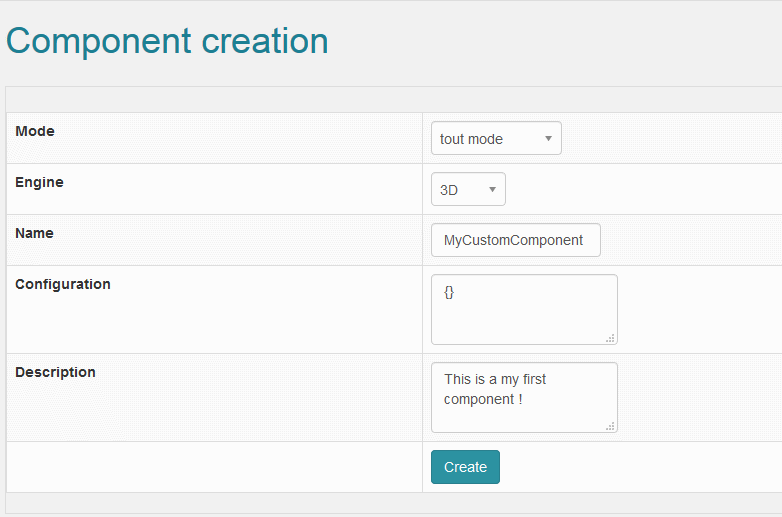 Component creation
Mode
tout mode
Engine
3D
Name
MyCustomComponent
Configuration
{}
Description
This is a my first
component !
Create